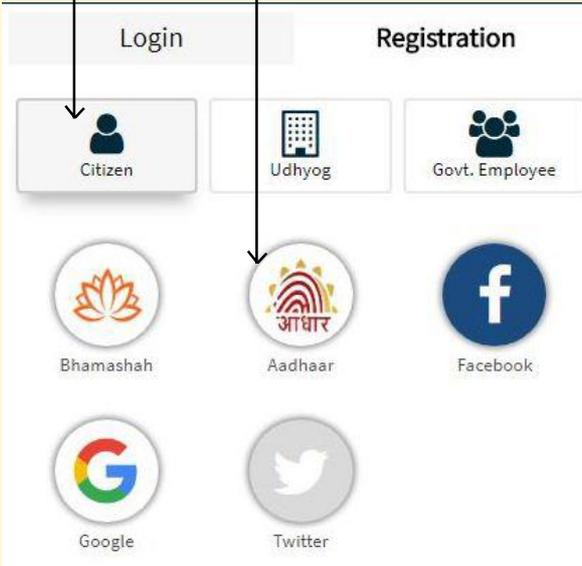 Login Registration
Citizen Udhyog Govt. Employee
आधार
Bhamashah Aadhaar Facebook
Google Twitter